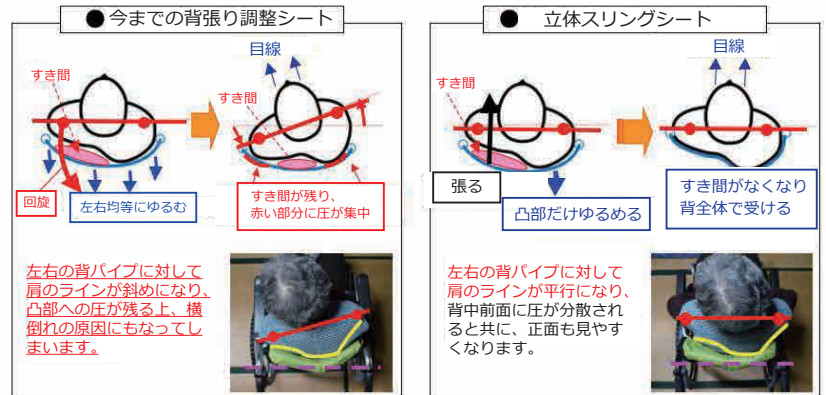 ●今までの背張り調整シート
目線
すき間
すき間
回旋
左右均等にゆるむ
すき間が残り、
赤い部分に圧が集中
左右の背パイプに対して
肩のラインが斜めになり、
凸部への圧が残る上、横
倒れの原因にもなってし
まいます。
● 立体スリングシート
目線
すき間
張る
凸部だけゆるめる
すき間がなくなり
背全体で受ける
左右の背パイプに対して
肩のラインが平行になり、
背中前面に圧が分散され
ると共に、正面も見やす
くなります。